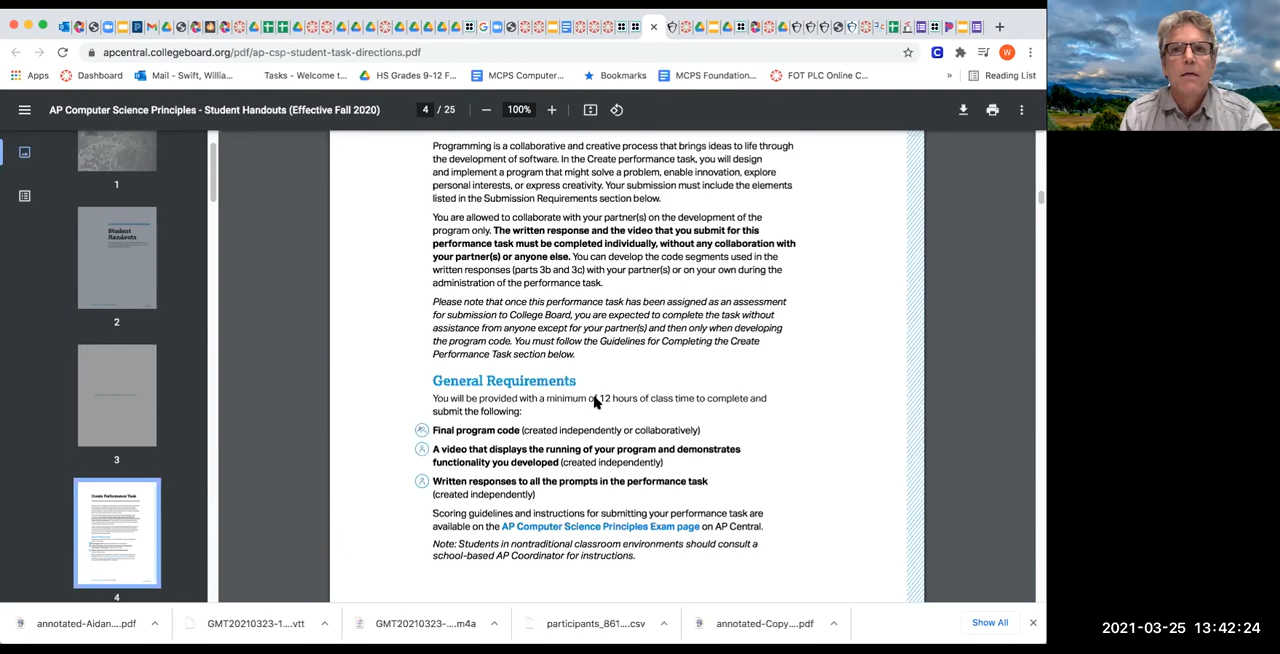 apcentral.collegeboard.org/pdf/ap-csp-student-task-directions.pdf
Apps Dashboard Mail - Swift, Willia... Tasks - Welcome t... HS Grades 9-12 F... MCPS Computer... Bookmarks MCPS Foundation... FOT PLC Online C... » Reading List
AP Computer Science Principles - Student Handouts (Effective Fall 2020) 4 / 25 100%
1
Student
Handouts
2
3
Create Performance Task
4
Programming is a collaborative and creative process that brings ideas to life through
the development of software. In the Create performance task, you will design
and implement a program that might solve a problem, enable innovation, explore
personal interests, or express creativity. Your submission must include the elements
listed in the Submission Requirements section below.
You are allowed to collaborate with your partner(s) on the development of the
program only. The written response and the video that you submit for this
performance task must be completed individually, without any collaboration with
your partner(s) or anyone else. You can develop the code segments used in the
written responses (parts 3b and 3c) with your partner(s) or on your own during the
administration of the performance task.
Please note that once this performance task has been assigned as an assessment
for submission to College Board, you are expected to complete the task without
assistance from anyone except for your partner(s) and then only when developing
the program code. You must follow the Guidelines for Completing the Create
Performance Task section below.
General Requirements
You will be provided with a minimum of 12 hours of class time to complete and
submit the following:
Final program code (created independently or collaboratively)
A video that displays the running of your program and demonstrates
functionality you developed (created independently)
Written responses to all the prompts in the performance task
(created independently)
Scoring guidelines and instructions for submitting your performance task are
available on the AP Computer Science Principles Exam page on AP Central.
Note: Students in nontraditional classroom environments should consult a
school-based AP Coordinator for instructions.
annotated-Aidan....pdf GMT20210323-1....vtt GMT20210323-....m4a participants_861....csv annotated-Copy....pdf Show All
2021-03-25 13:42:24